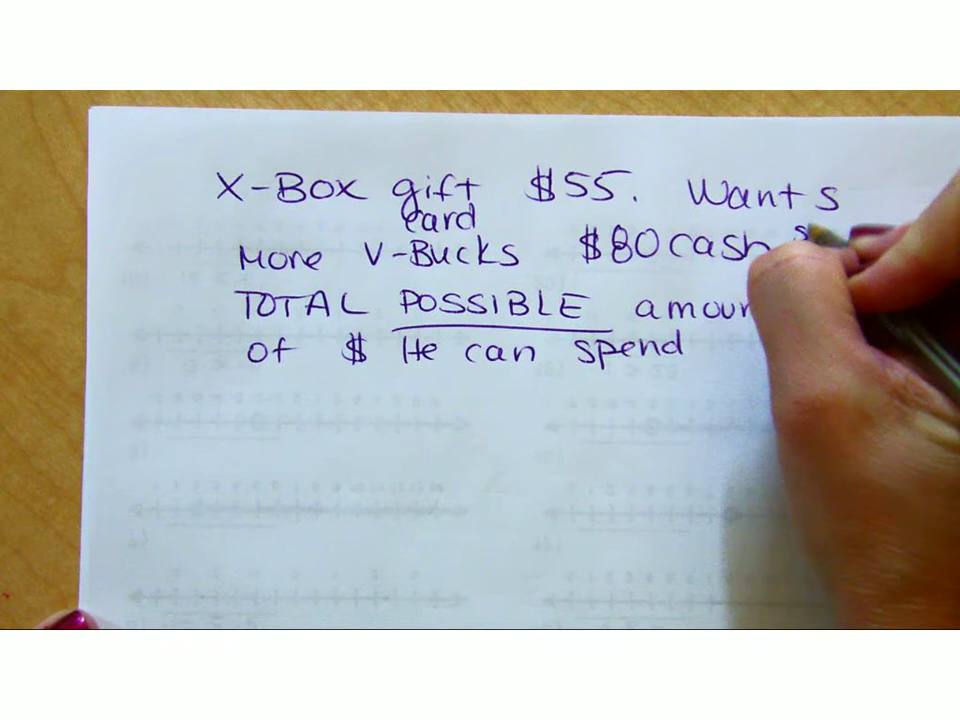 X-BOX gift $55. Wants
card
MORE V-BUCKS $80 cash
TOTAL POSSIBLE
of $ He can spend